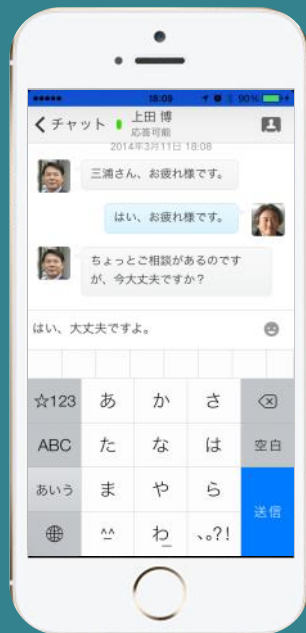 18:09 90%
チャット 上田 博
応答可能
2014年3月11日 18:08
三浦さん、お疲れ様です。
はい、お疲れ様です。
ちょっとご相談があるのです
が、今大丈夫ですか？
はい、大丈夫ですよ。
☆123 あ か さ
ABC た な は 空白
あいう ま や ら
^^ わ 、。?! 送信